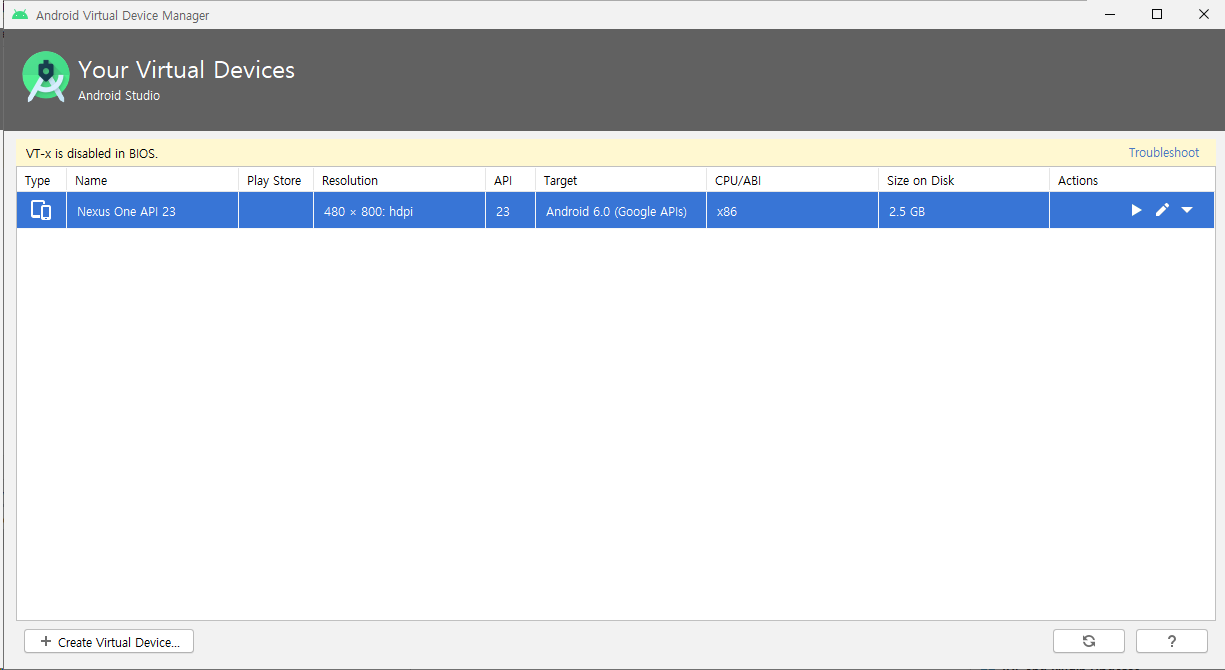 Android Virtual Device Manager
Your Virtual Devices
Android Studio
VT-x is disabled in BIOS. Troubleshoot
Type Name Play Store Resolution API Target CPU/ABI Size on Disk Actions
Nexus One API 23 480 × 800: hdpi 23 Android 6.0 (Google APIs) x86 2.5 GB
+ Create Virtual Device... ?